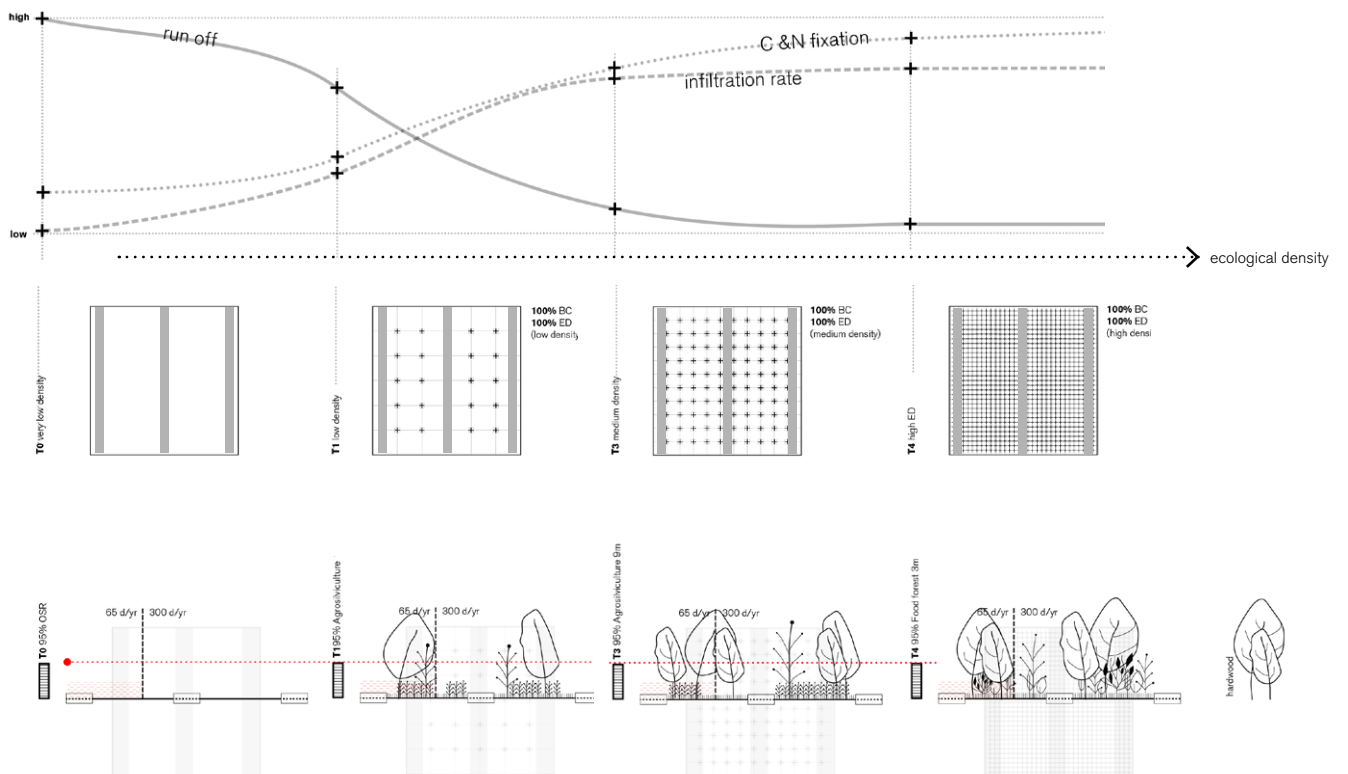 high
run off
C &N fixation
infiltration rate
low
ecological density
T0 very low density
T1 low density
100% BC
100% ED
(low density
T3 medium density
100% BC
100% ED
(medium density)
T4 high ED
100% BC
100% ED
(high densi
T0 95% OSR
65 d/yr
300 d/yr
T195% Agrosilviculture
65 d/yr
300 d/yr
T3 95% Agrosilviculture 9m
65 d/yr
300 d/yr
T4 95% Food forest 3m
65 d/yr
300 d/yr
hardwood